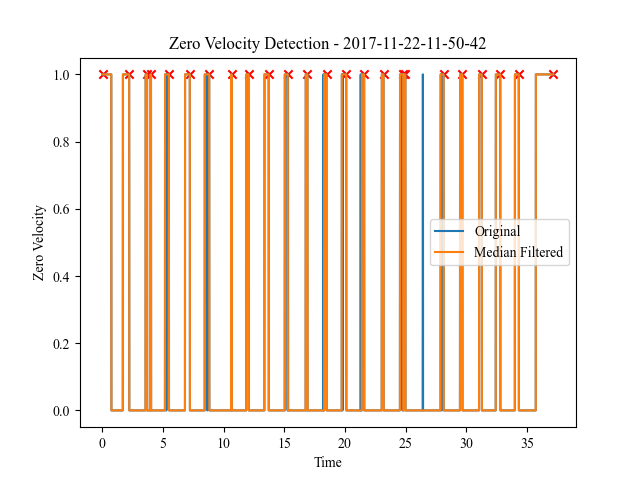 Zero Velocity Detection - 2017-11-22-11-50-42
1.0
0.8
0.6
0.4
0.2
0.0
Zero Velocity
Original
Median Filtered
0 5 10 15 20 25 30 35
Time